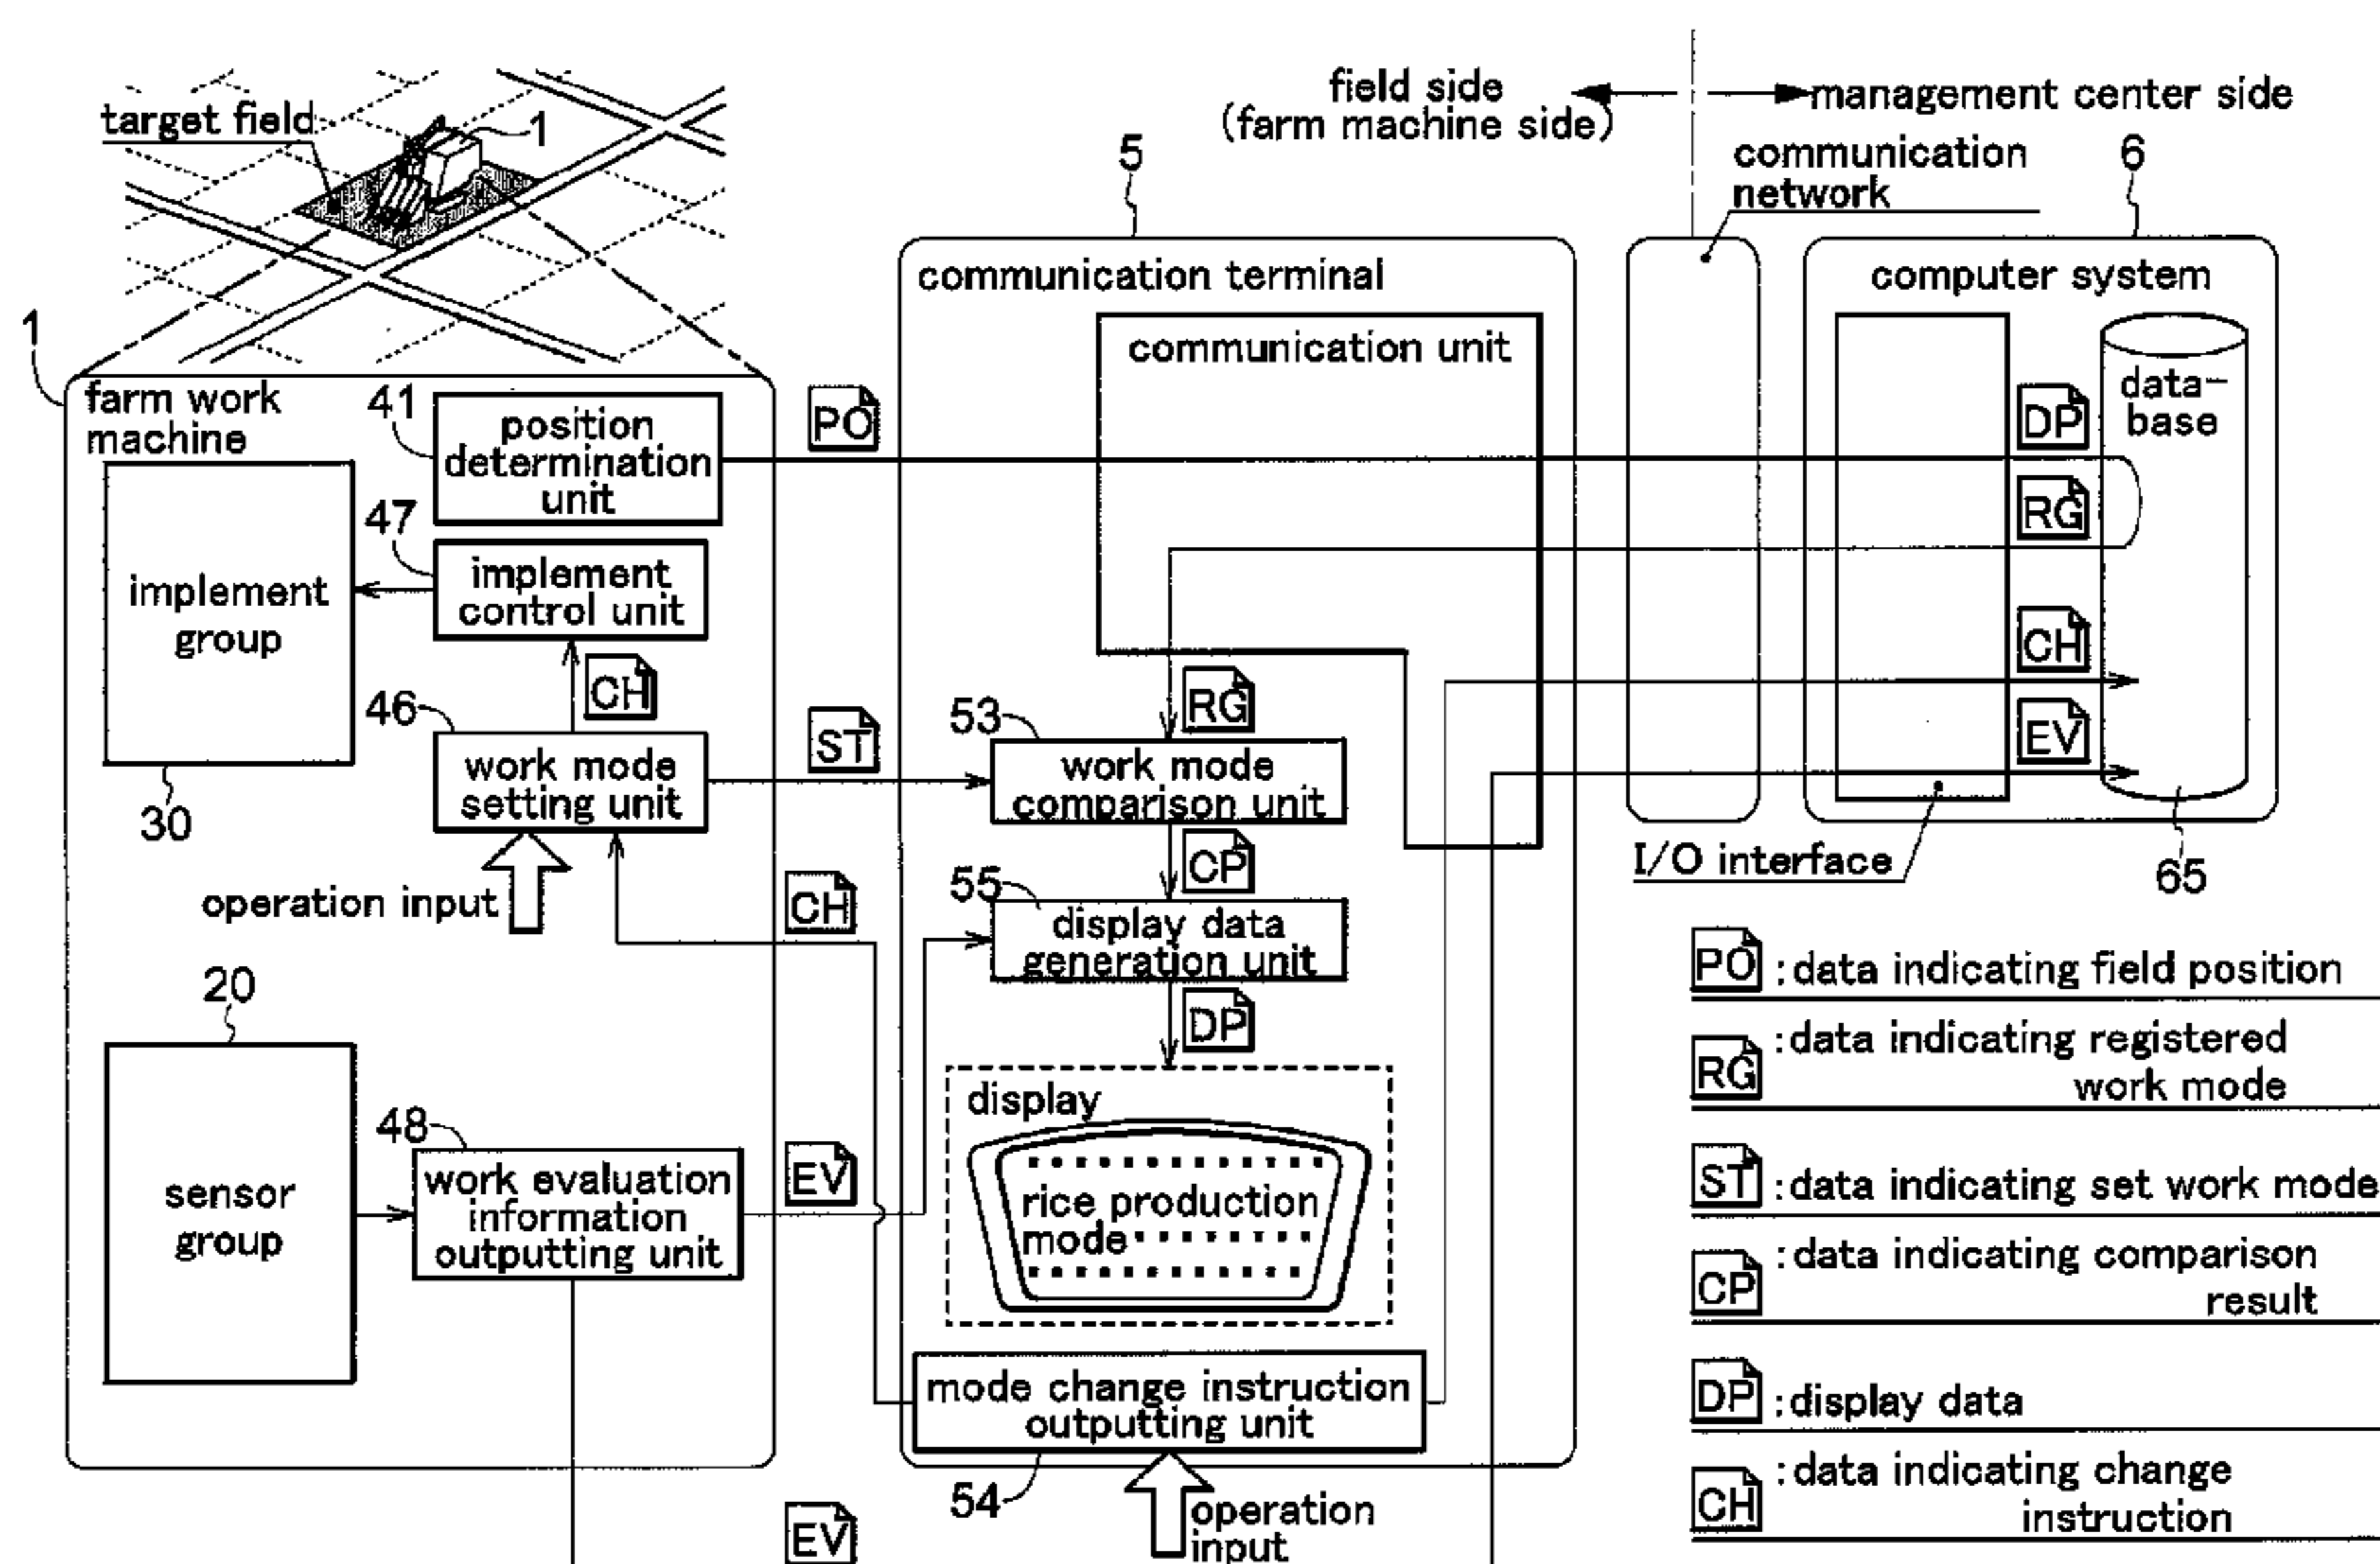 target field
1
field side
(farm machine side)
management center side
communication
network
5
6
communication terminal
computer system
communication unit
1
farm work
machine
41
position
determination
unit
PO
DP
data-
base
RG
47
implement
group
implement
control unit
CH
CH
RG
46
ST
53
EV
work mode
setting unit
work mode
comparison unit
30
I/O interface
65
operation input
CH
CP
55
display data
generation unit
20
DP
display
48
sensor
group
work evaluation
information
outputting unit
EV
rice production
mode
mode change instruction
outputting unit
54
operation
input
EV
PO :data indicating field position
RG :data indicating registered
work mode
ST :data indicating set work mode
CP :data indicating comparison
result
DP :display data
CH :data indicating change
instruction